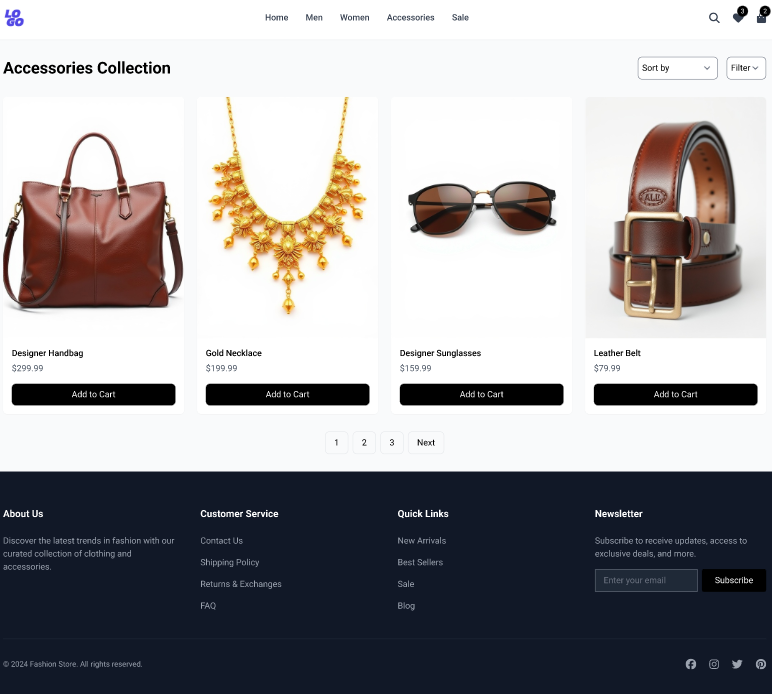 LO
GO
Home Men Women Accessories Sale
3 2
Accessories Collection
Sort by
Filter
Designer Handbag
$299.99
Add to Cart
Gold Necklace
$199.99
Add to Cart
Designer Sunglasses
$159.99
Add to Cart
Leather Belt
$79.99
Add to Cart
1 2 3 Next
About Us
Discover the latest trends in fashion with our
curated collection of clothing and
accessories.
Customer Service
Contact Us
Shipping Policy
Returns & Exchanges
FAQ
Quick Links
New Arrivals
Best Sellers
Sale
Blog
Newsletter
Subscribe to receive updates, access to
exclusive deals, and more.
Enter your email
Subscribe
© 2024 Fashion Store. All rights reserved.